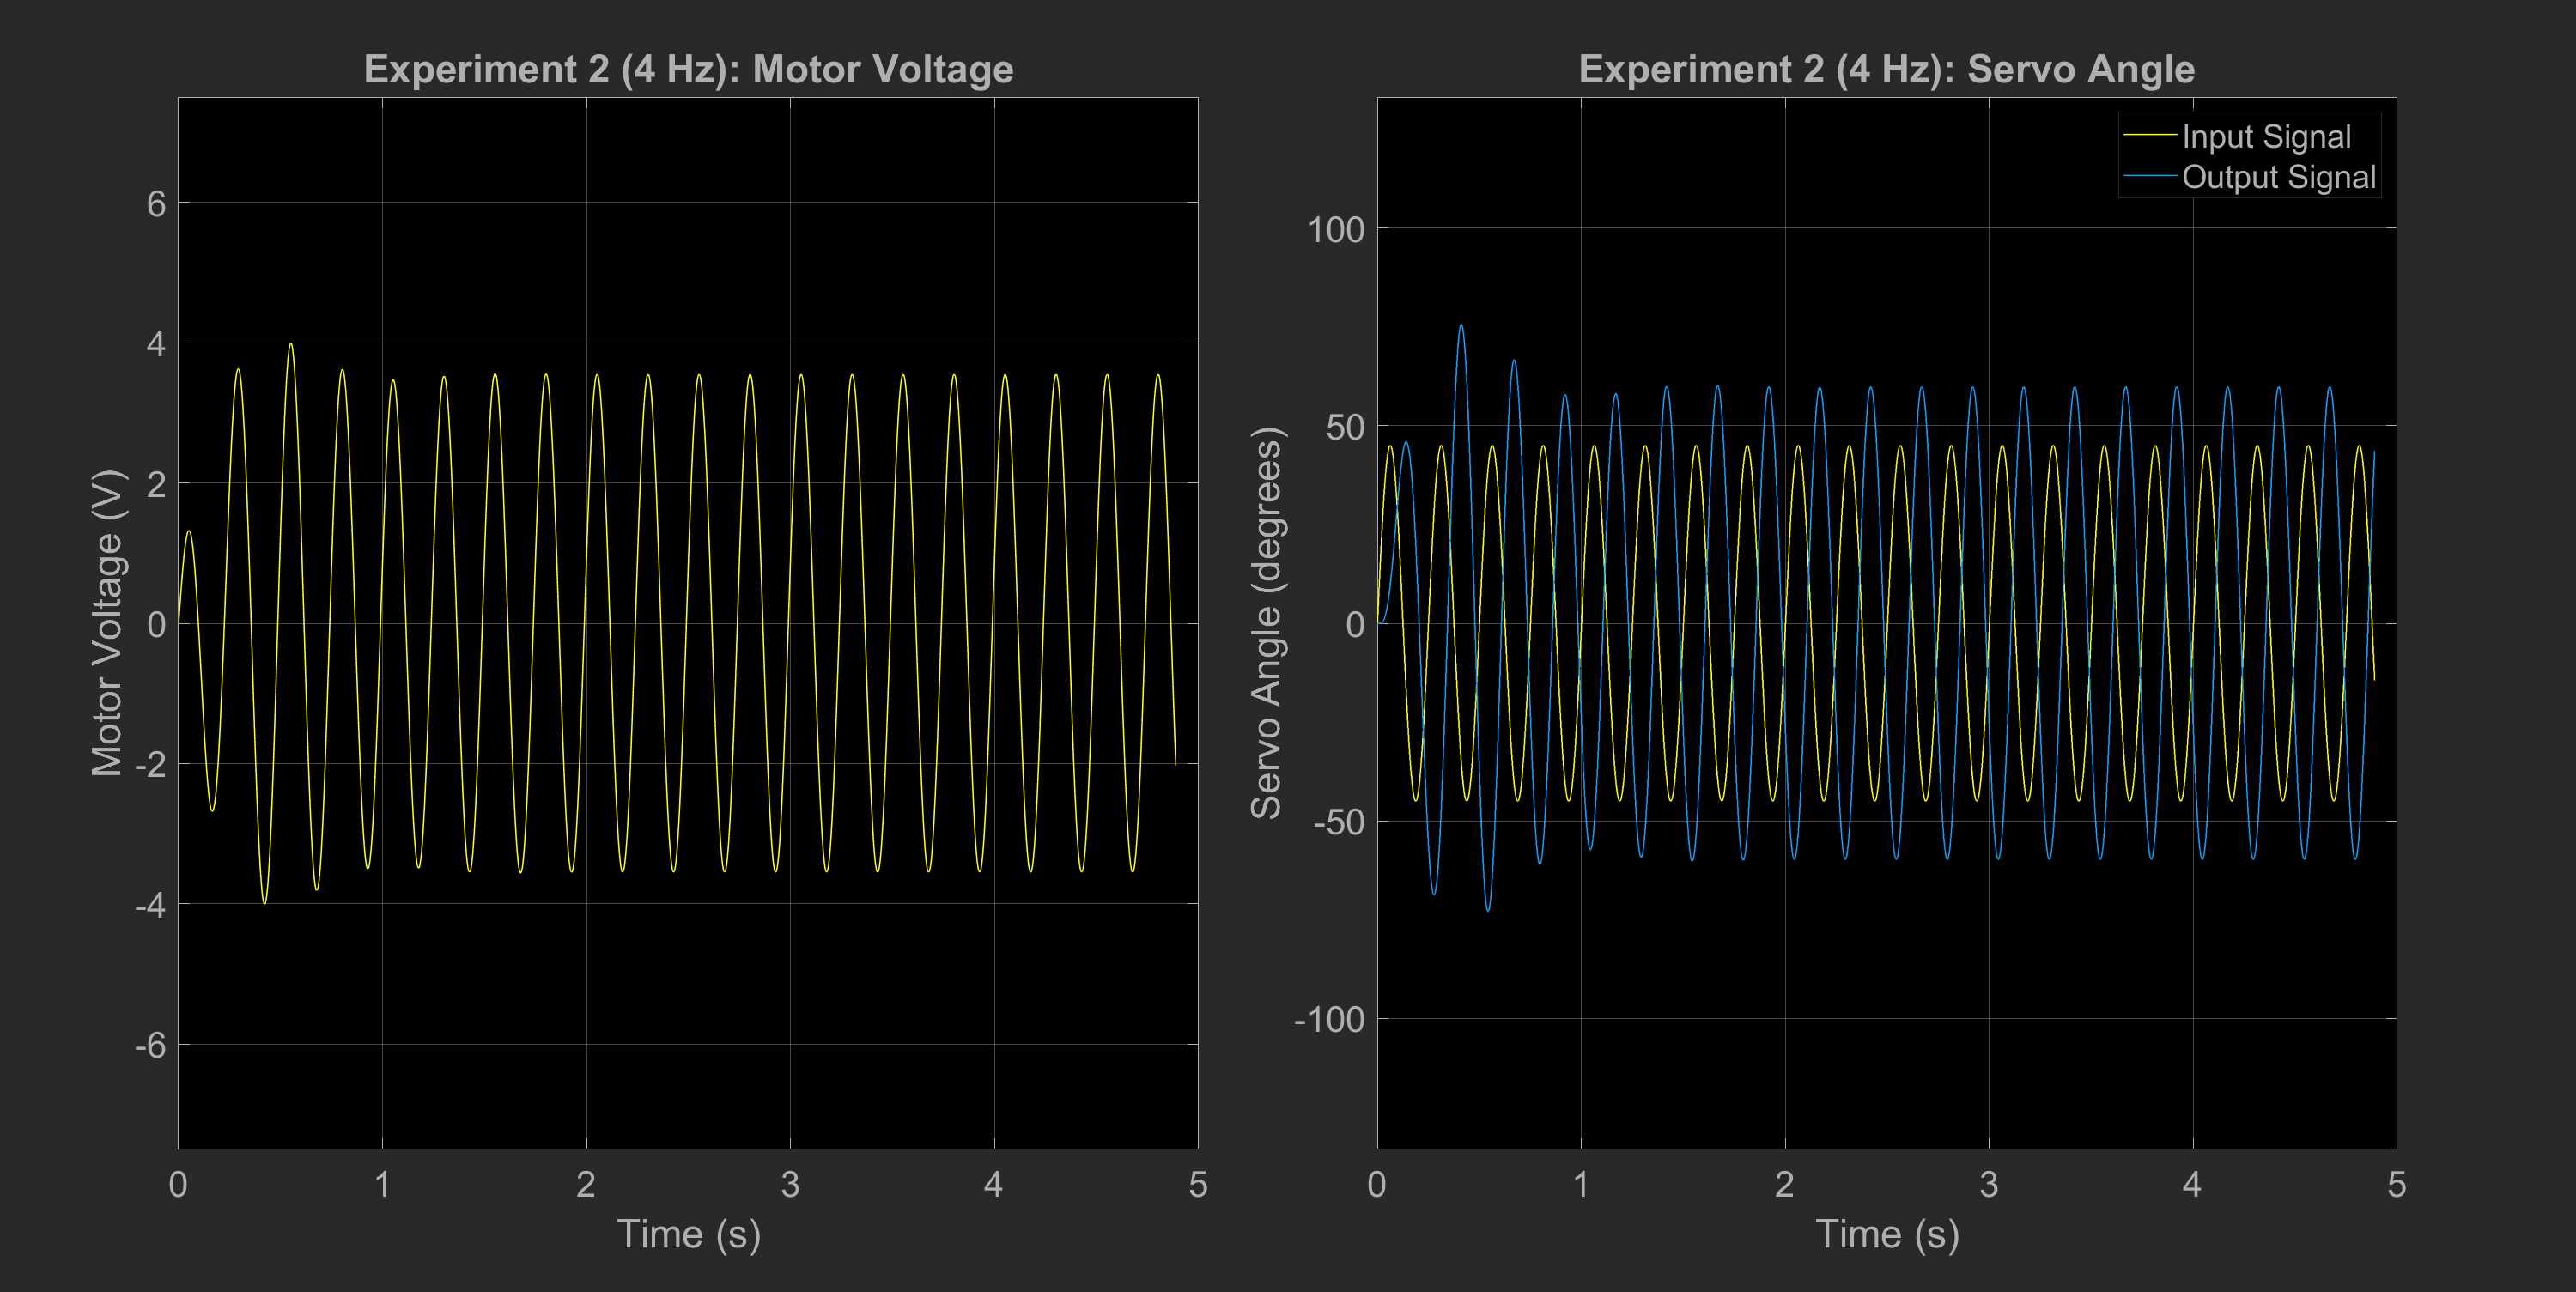 Experiment 2 (4 Hz): Motor Voltage
6
4
2
0
-2
-4
-6
Motor Voltage (V)
0 1 2 3 4 5
Time (s)
Experiment 2 (4 Hz): Servo Angle
Input Signal
Output Signal
100
50
0
-50
-100
Servo Angle (degrees)
0 1 2 3 4 5
Time (s)